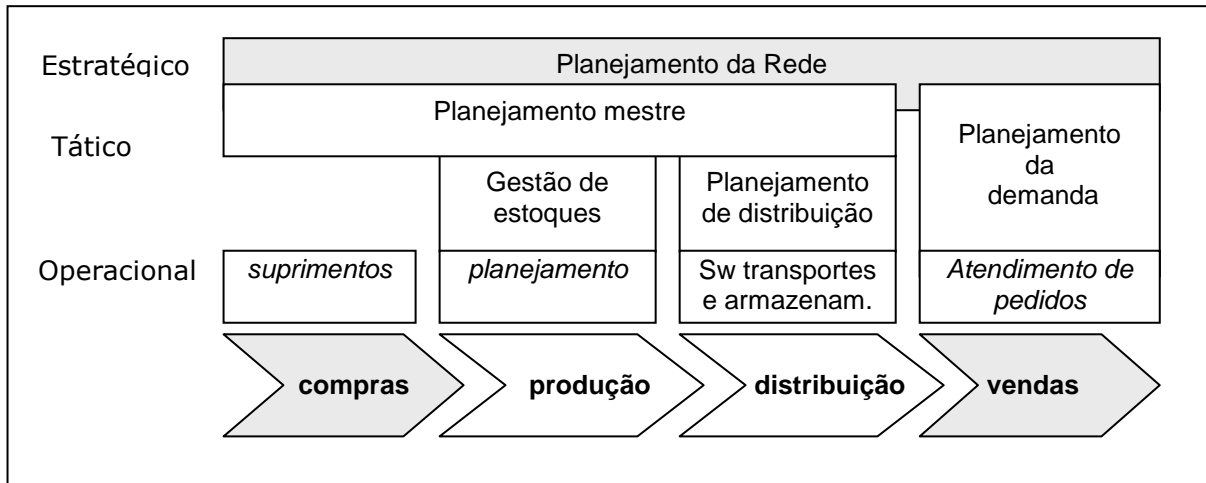 Estratégico
Planejamento da Rede
Planejamento mestre
Tático
Planejamento
da
demanda
Gestão de
estoques
Planejamento
de distribuição
Operacional
suprimentos
planejamento
Sw transportes
e armazenam.
Atendimento de
pedidos
compras
produção
distribuição
vendas